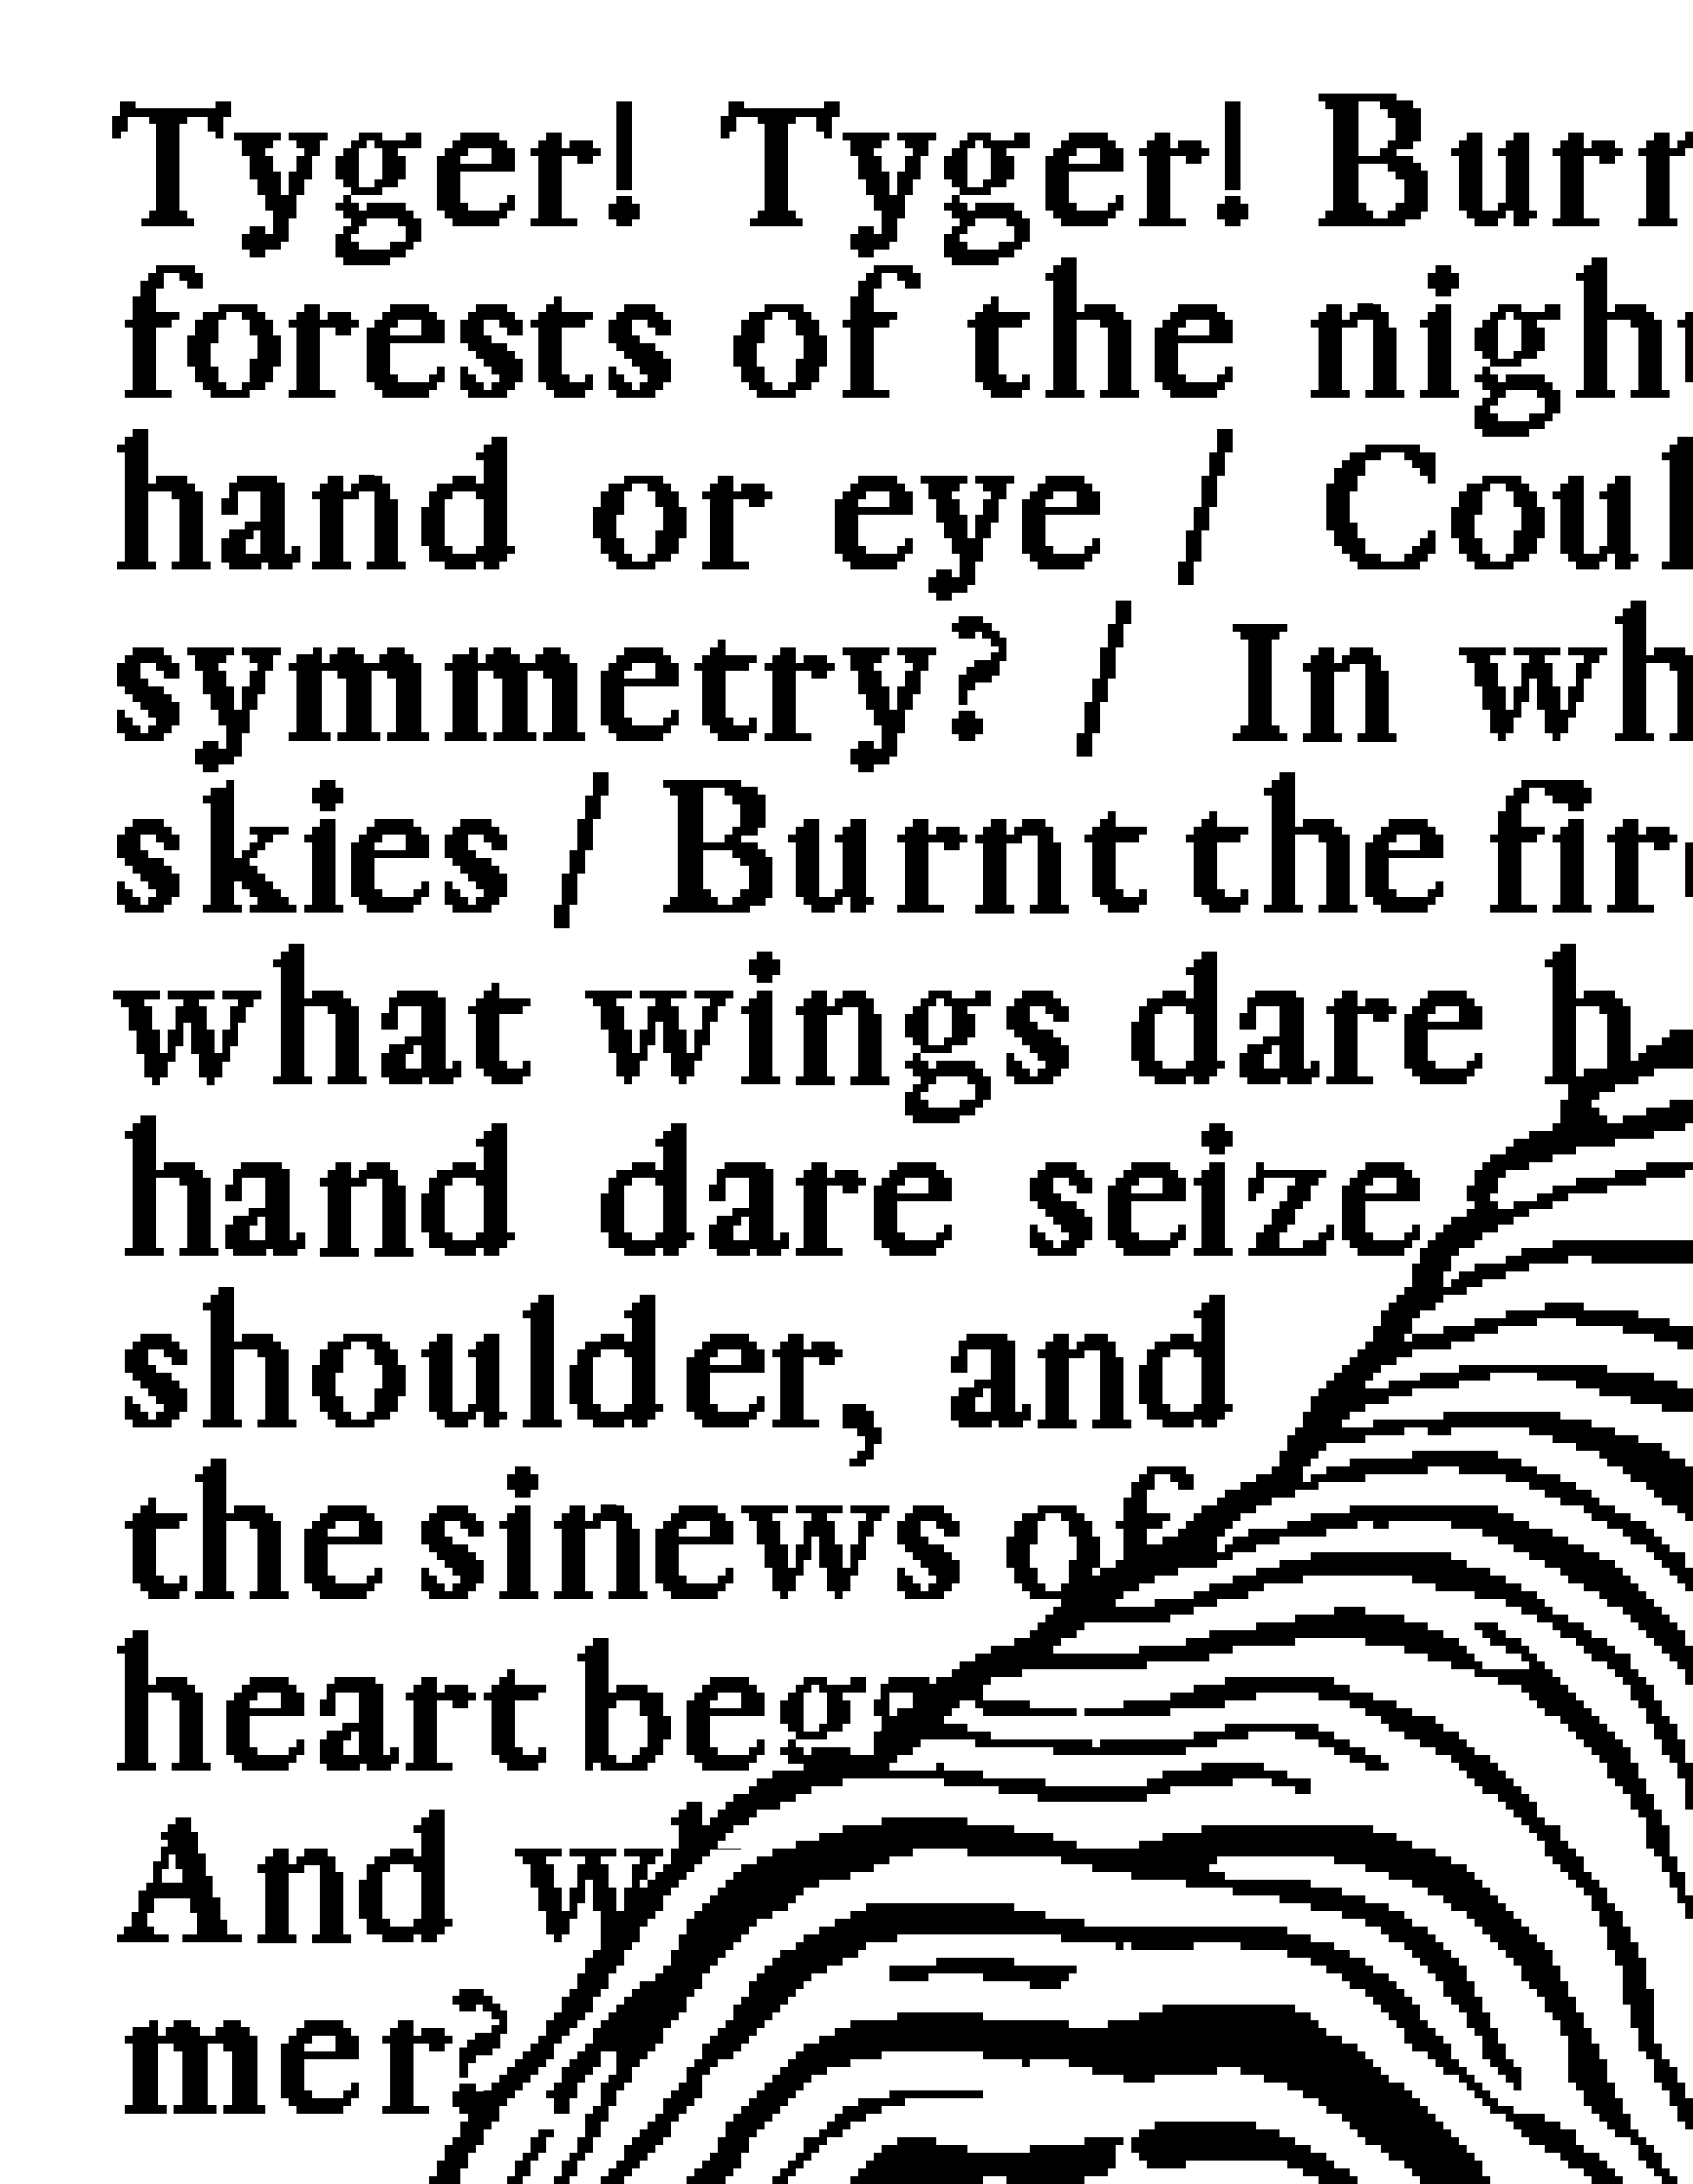 Tyger! Tyger! Bur
forests of the nigh
hand or eye / Coul
symmetry? / In wh
skies / Burnt the fir
what wings dare
hand dare seize
shoulder, and
the sinews of
heart beg
And w
mer?